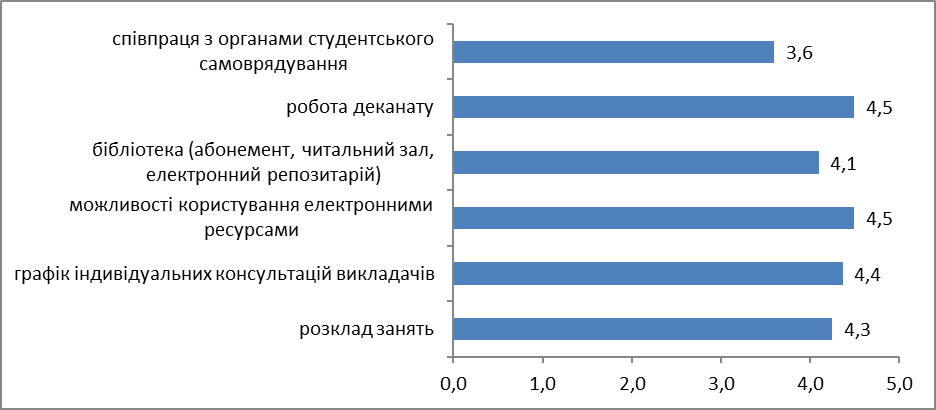 співпраця з органами студентського
самоврядування
3,6
робота деканату
4,5
бібліотека (абонемент, читальний зал,
електронний репозитарій)
4,1
можливості користування електронними
ресурсами
4,5
графік індивідуальних консультацій викладачів
4,4
розклад занять
4,3
0,0 1,0 2,0 3,0 4,0 5,0